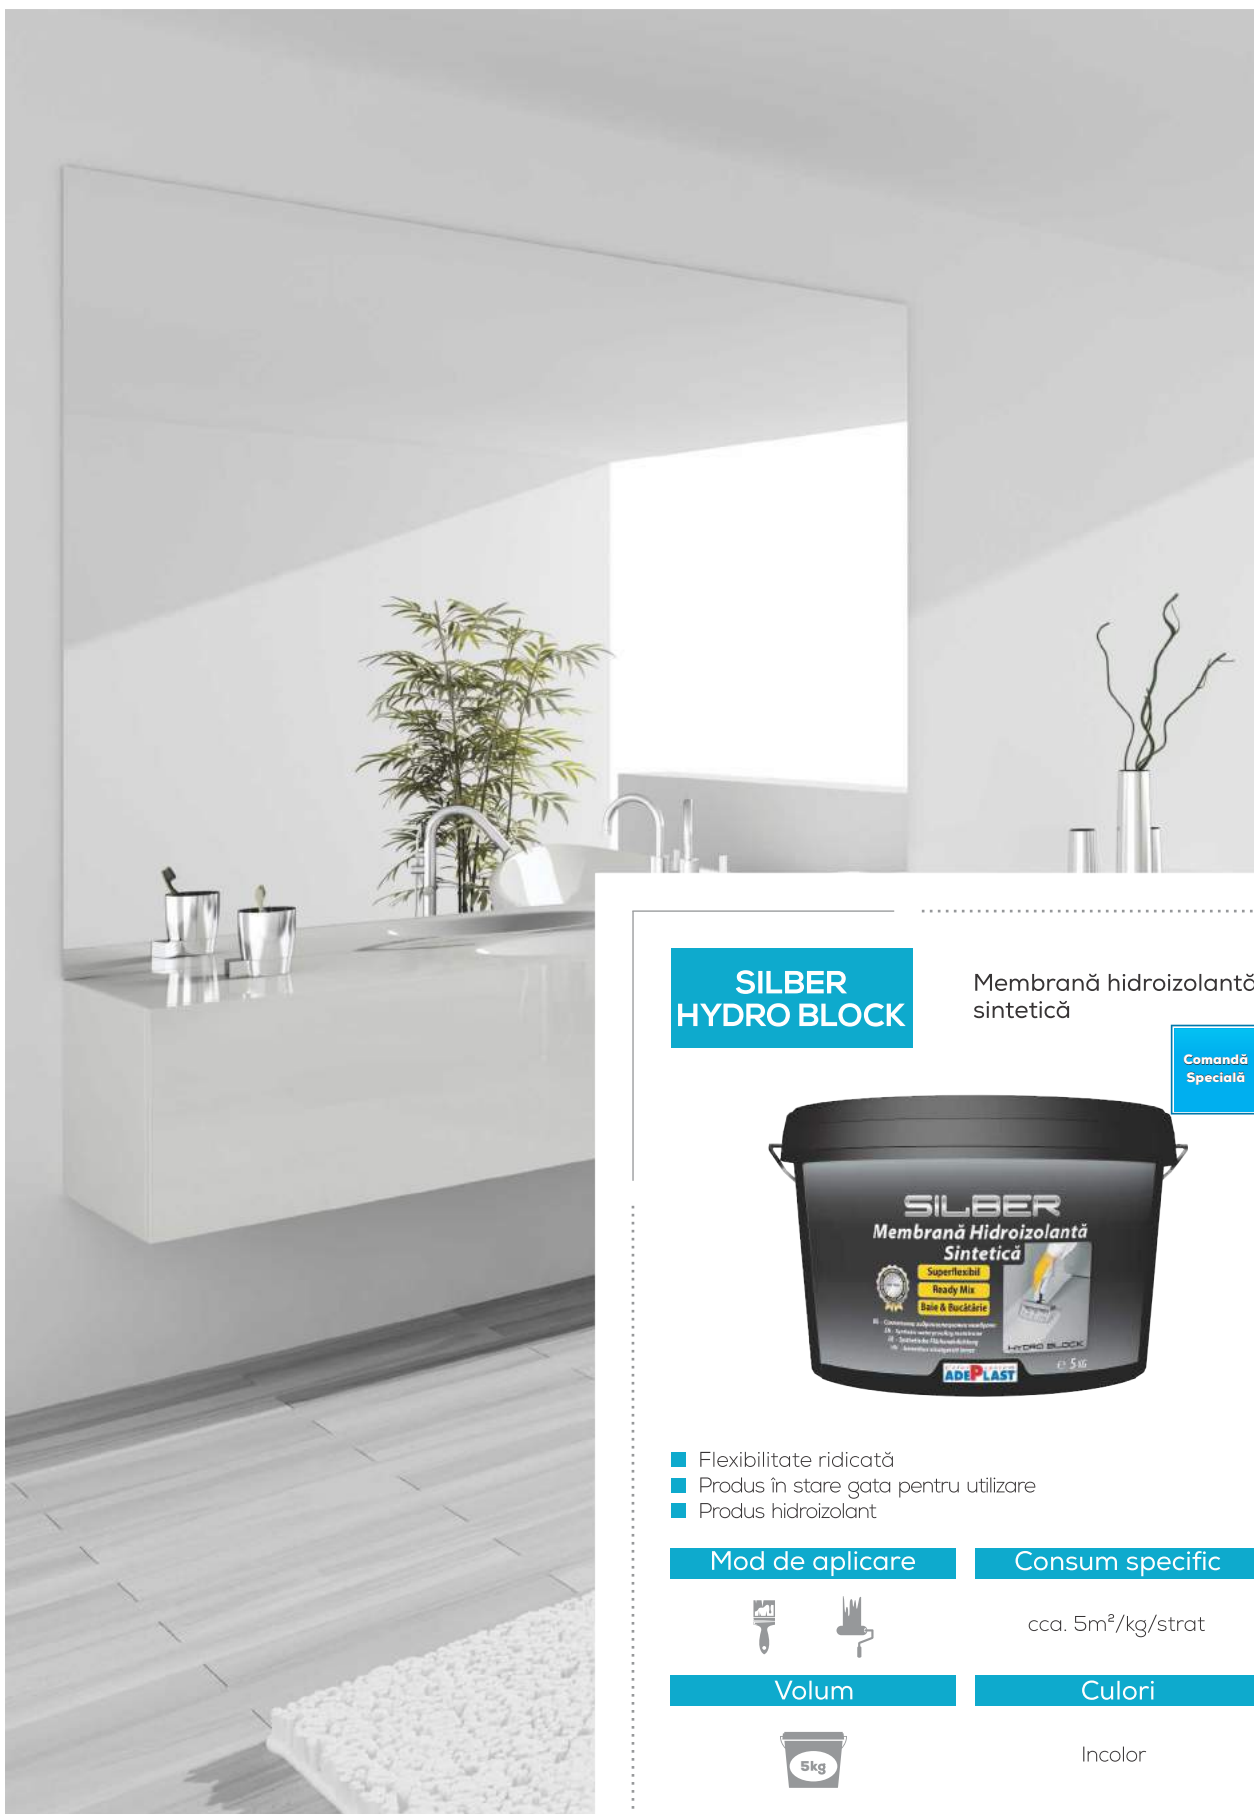 SILBER
HYDRO BLOCK
Membrană hidroizolantă
sintetică
Comandă
Specială
SILBER
Membrană Hidroizolantă
Sintetică
Superflexibil
Ready Mix
Baie & Bucătărie
HYDRO BLOCK
ADEPLAST
e 5 KG
Flexibilitate ridicată
Produs în stare gata pentru utilizare
Produs hidroizolant
Mod de aplicare
Consum specific
cca. 5m²/kg/strat
Volum
Culori
5kg
Incolor